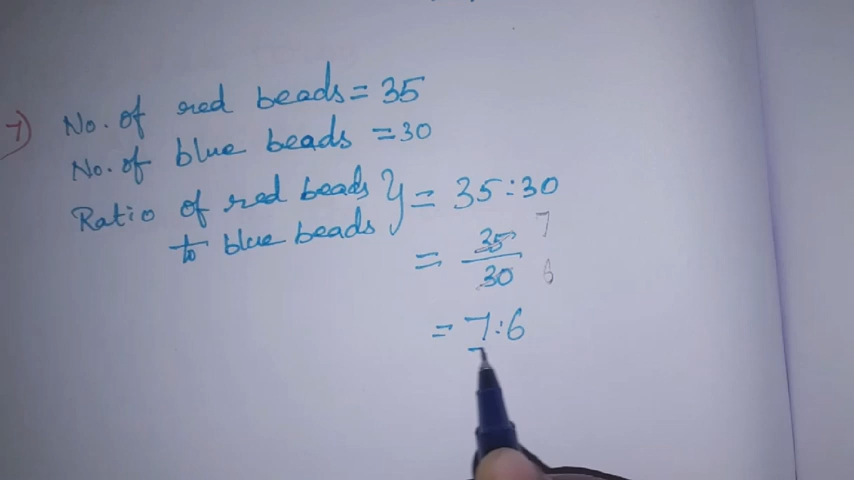 7) No. of red beads = 35
No. of blue beads = 30
Ratio of red beads } = 35:30
to blue beads
= 35/30 7 6
= 7:6